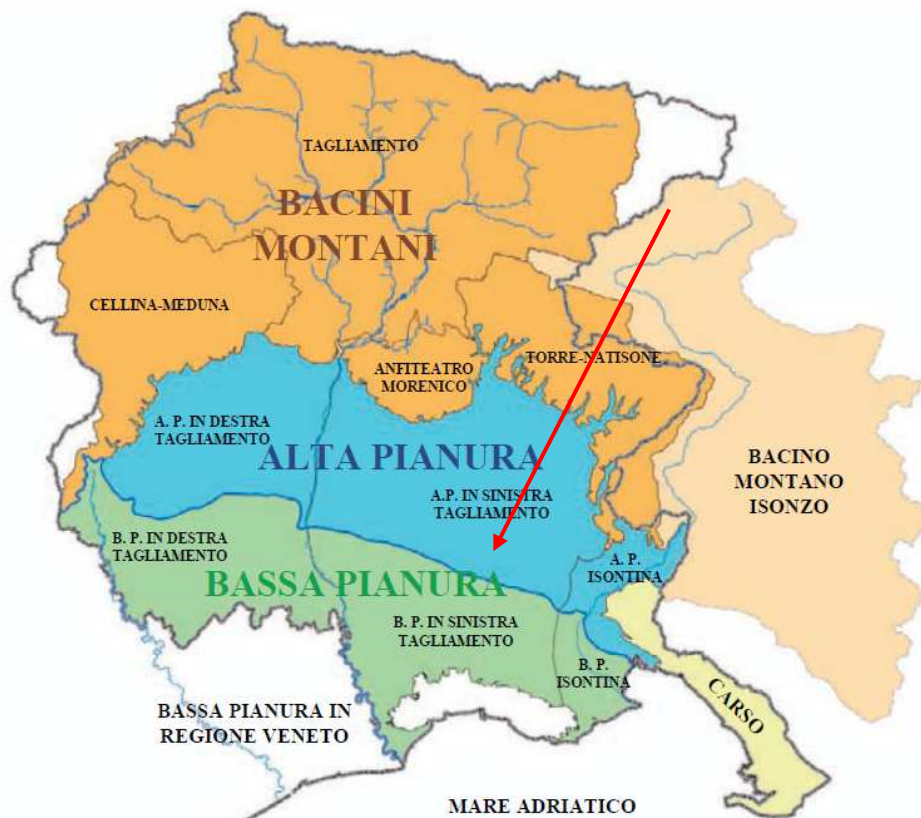 TAGLIAMENTO
BACINI
MONTANI
CELLINA-MEDUNA
ANFITEATRO
MORENICO
TORRE-NATISONE
A. P. IN DESTRA
TAGLIAMENTO
ALTA PIANURA
A.P. IN SINISTRA
TAGLIAMENTO
BACINO
MONTANO
ISONZO
B. P. IN DESTRA
TAGLIAMENTO
A. P.
ISONTINA
BASSA PIANURA
B. P. IN SINISTRA
TAGLIAMENTO
B. P.
ISONTINA
CARSO
BASSA PIANURA IN
REGIONE VENETO
MARE ADRIATICO